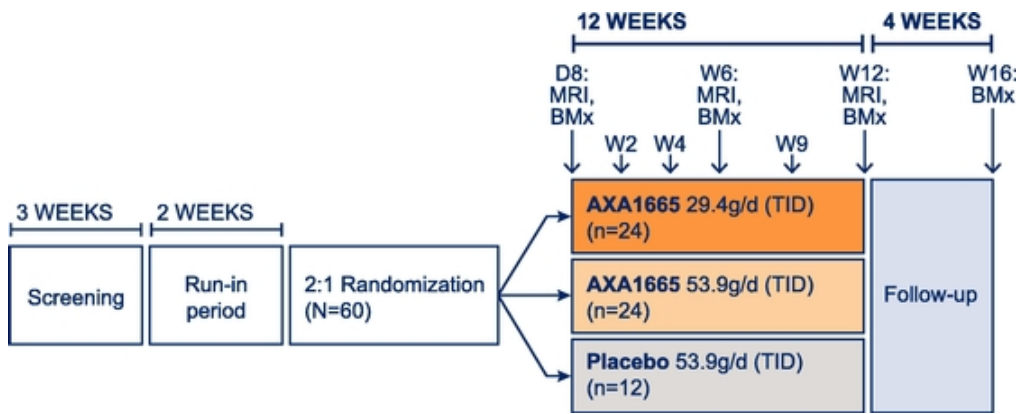 12 WEEKS
4 WEEKS
D8:
MRI,
BMx
W2
W4
W6:
MRI,
BMx
W9
W12:
MRI,
BMx
W16:
BMx
3 WEEKS
2 WEEKS
Screening
Run-in
period
2:1 Randomization
(N=60)
AXA1665 29.4g/d (TID)
(n=24)
AXA1665 53.9g/d (TID)
(n=24)
Placebo 53.9g/d (TID)
(n=12)
Follow-up